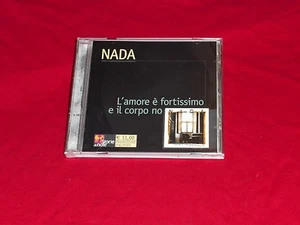 NADA
L'amore è fortissimo
e il corpo no